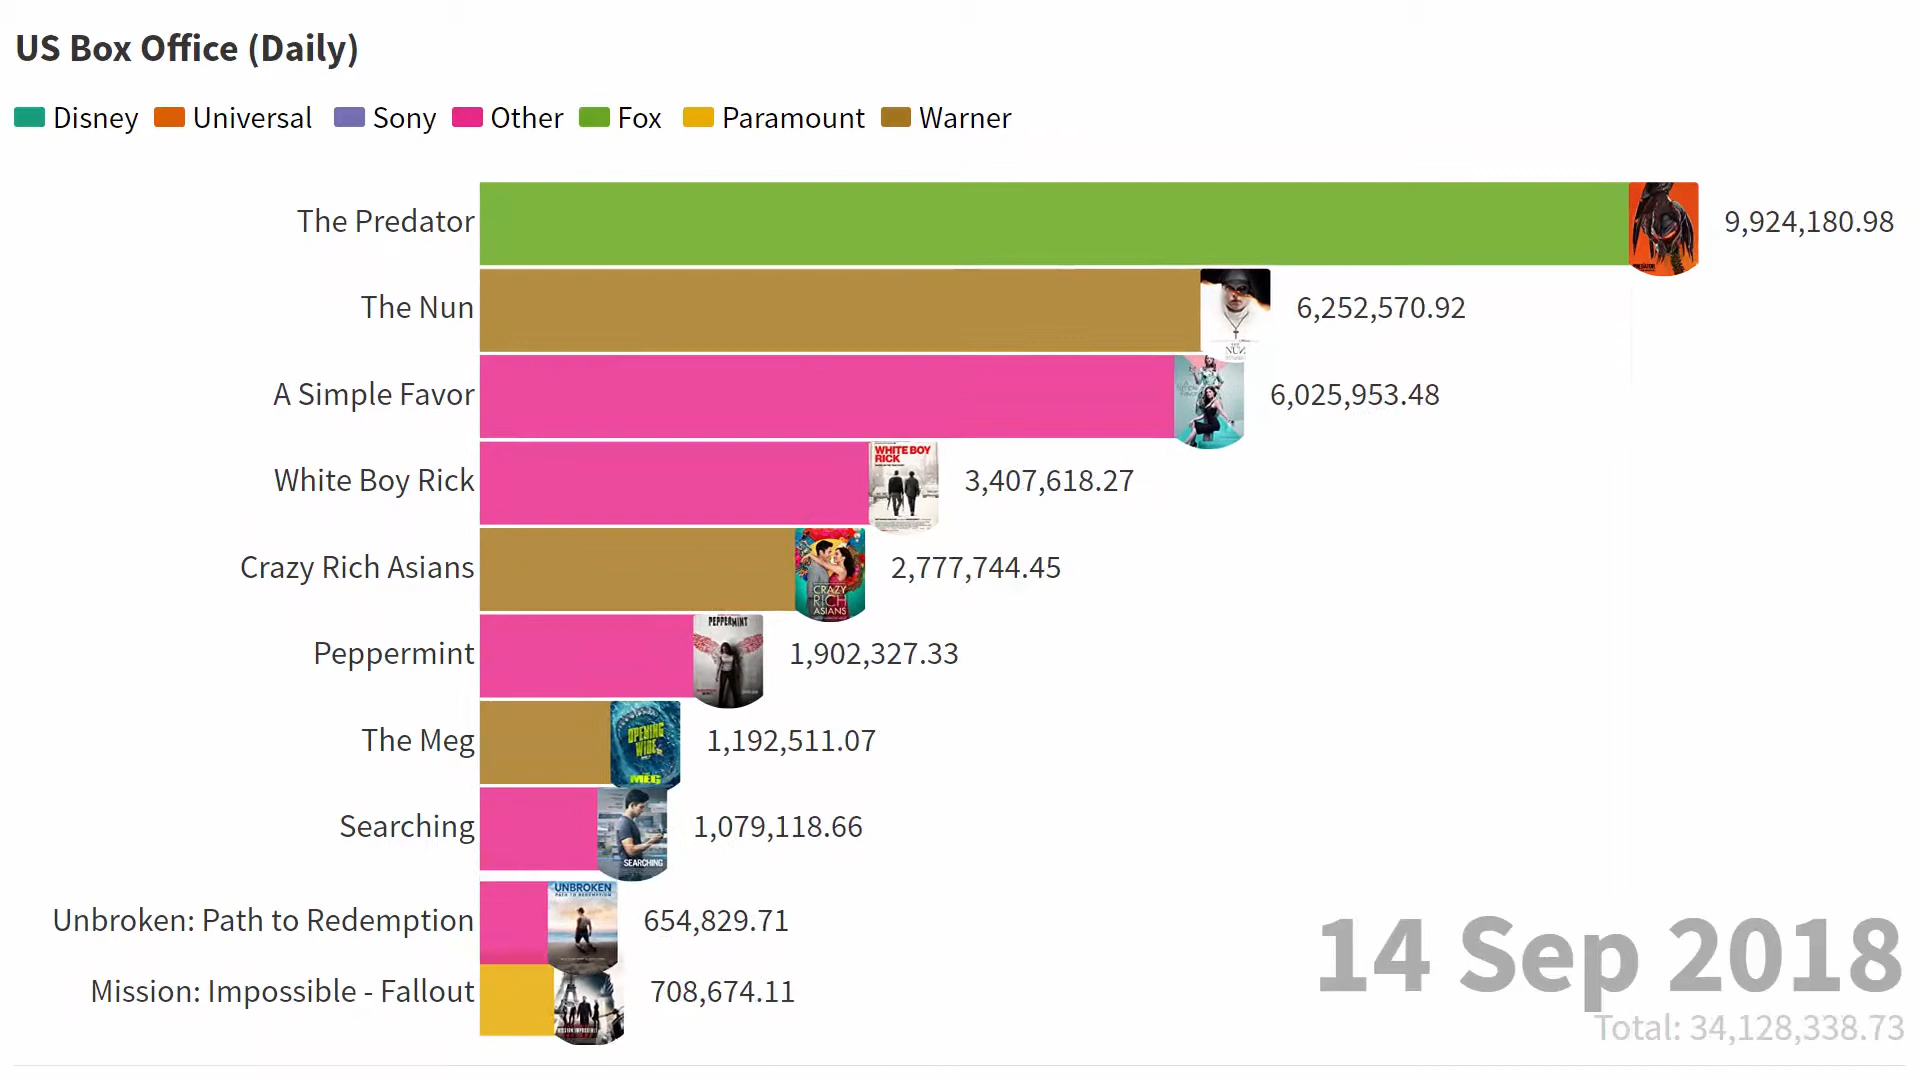 US Box Office (Daily)
Disney Universal Sony Other Fox Paramount Warner
The Predator 9,924,180.98
The Nun 6,252,570.92
NUN
A Simple Favor 6,025,953.48
White Boy Rick 3,407,618.27
WHITE BOY
RICK
Crazy Rich Asians 2,777,744.45
CRAZY
RICH
ASIANS
Peppermint 1,902,327.33
PEPPERMINT
The Meg 1,192,511.07
OPENING
WIDE
MEG
Searching 1,079,118.66
SEARCHING
Unbroken: Path to Redemption 654,829.71
UNBROKEN
PATH TO REDEMPTION
Mission: Impossible - Fallout 708,674.11
14 Sep 2018
Total: 34,128,338.73